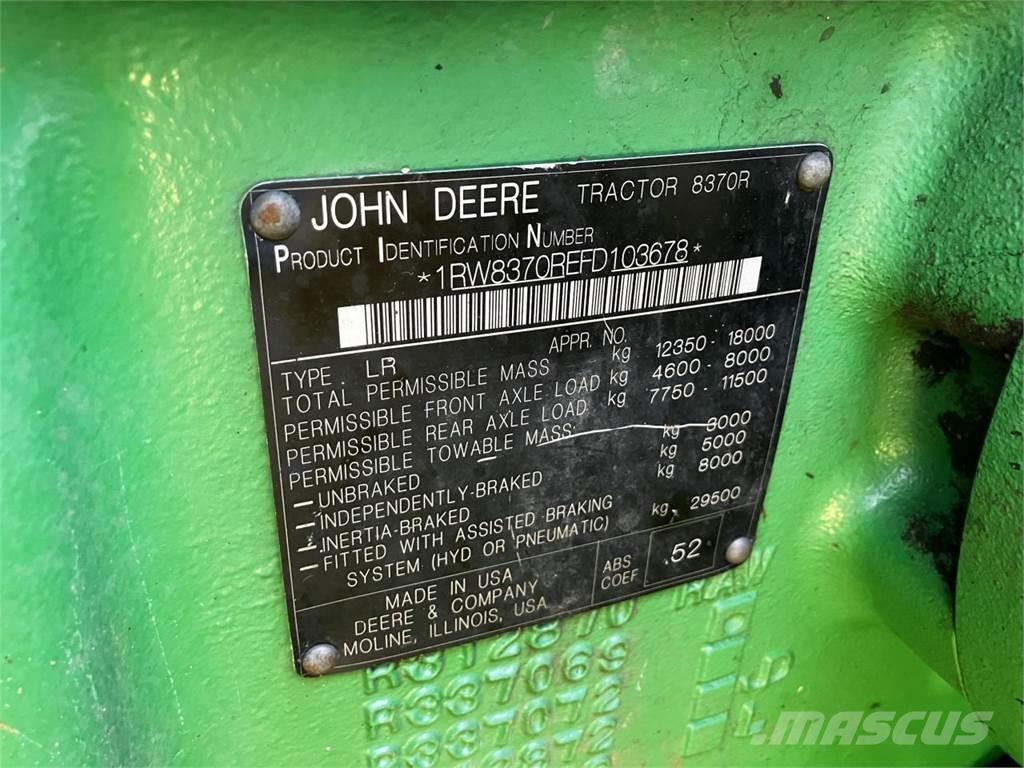 JOHN DEERE TRACTOR 8370R
PRODUCT IDENTIFICATION NUMBER
*1RW8370REFD103678*
TYPE. LR APPR. NO.
TOTAL PERMISSIBLE MASS kg 12350 - 18000
PERMISSIBLE FRONT AXLE LOAD kg 4600 - 8000
PERMISSIBLE REAR AXLE LOAD kg 7750 - 11500
PERMISSIBLE TOWABLE MASS:
- UNBRAKED kg 3000
- INDEPENDENTLY-BRAKED kg 5000
- INERTIA-BRAKED kg 8000
- FITTED WITH ASSISTED BRAKING
SYSTEM (HYD OR PNEUMATIC) kg- 29500
MADE IN USA
DEERE & COMPANY
MOLINE, ILLINOIS, USA
ABS
COEF
.52
RAW
R337072
MASCUS